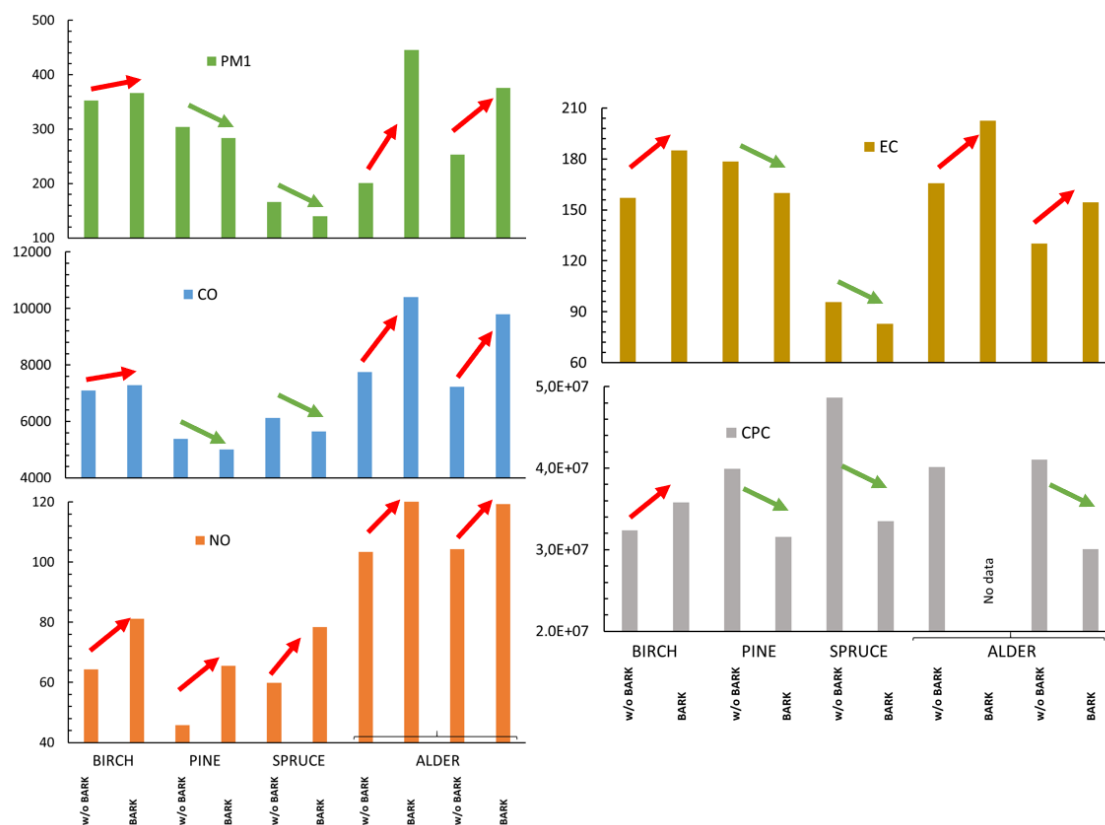 500
400
300
200
100
PM1
12000
10000
8000
6000
4000
CO
120
100
80
60
40
NO
BIRCH PINE SPRUCE ALDER
w/o BARK BARK w/o BARK BARK w/o BARK BARK w/o BARK BARK w/o BARK BARK
210
180
150
120
90
60
EC
5,0E+07
4,0E+07
3,0E+07
2,0E+07
CPC
No data
BIRCH PINE SPRUCE ALDER
w/o BARK BARK w/o BARK BARK w/o BARK BARK w/o BARK BARK w/o BARK BARK